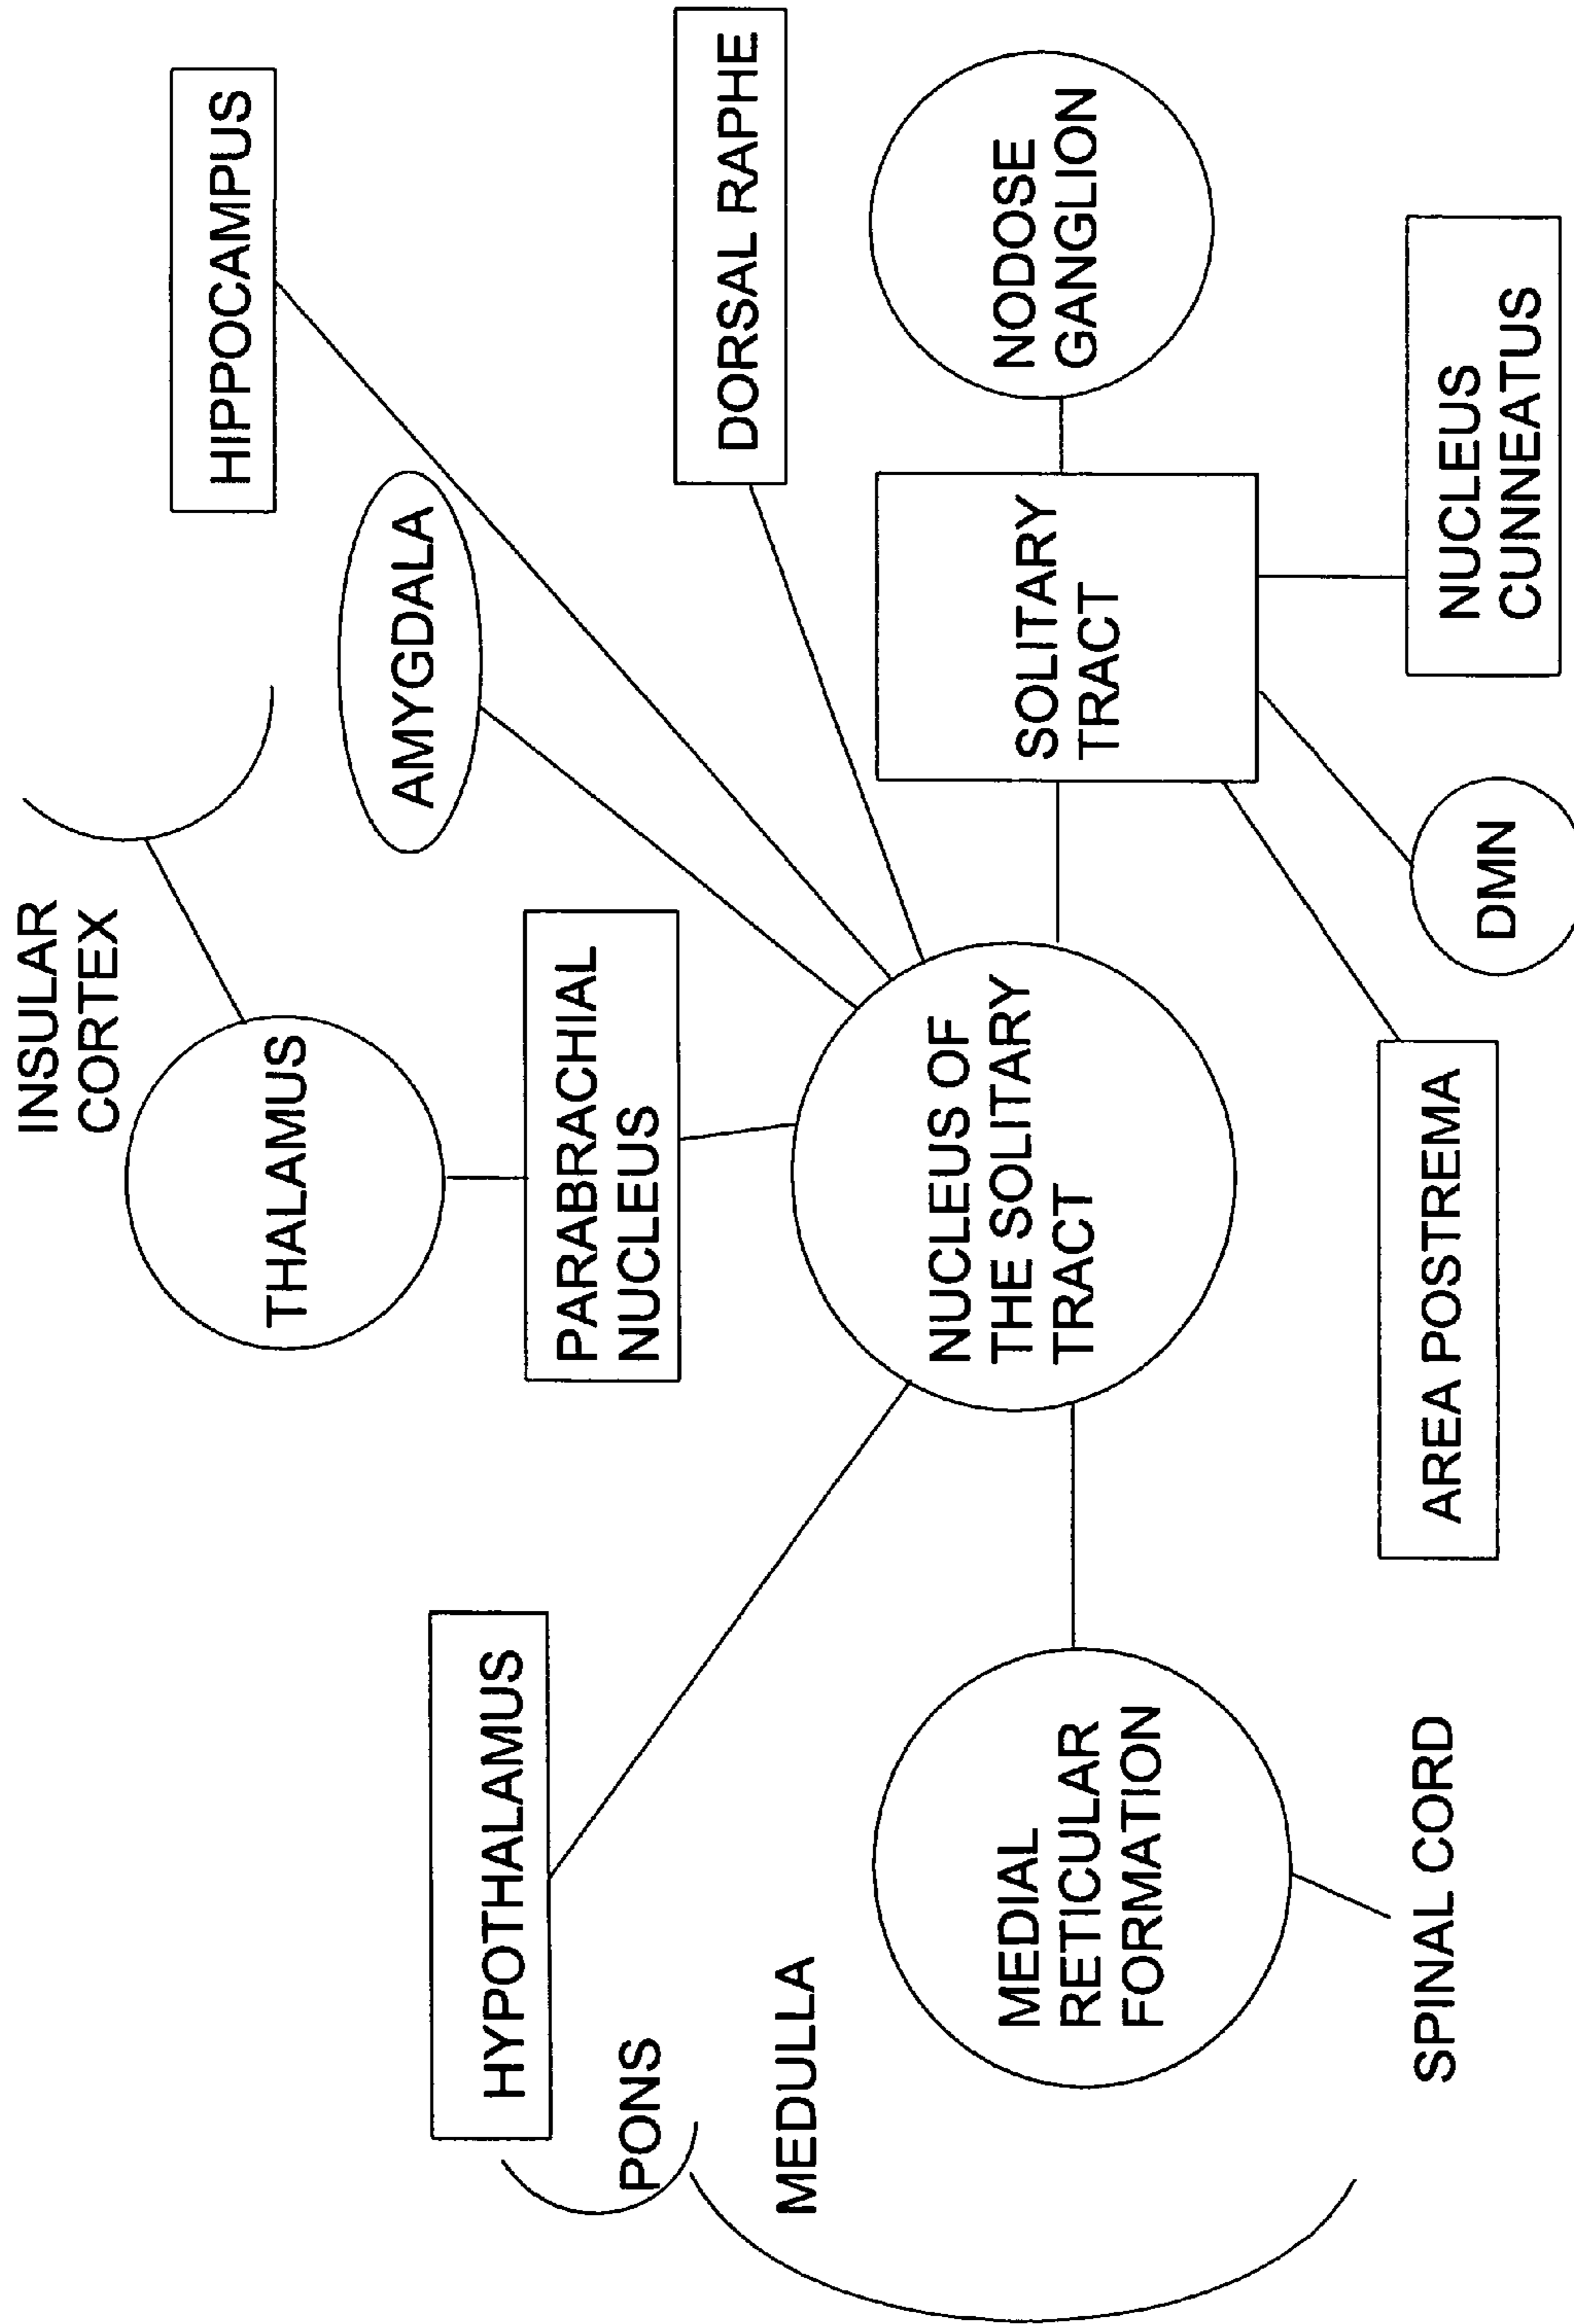 INSULAR
CORTEX
HIPPOCAMPUS
THALAMUS
AMYGDALA
HYPOTHALAMUS
PARABRACHIAL
NUCLEUS
DORSAL RAPHE
PONS
MEDULLA
NUCLEUS OF
THE SOLITARY
TRACT
SOLITARY
TRACT
NODOSE
GANGLION
MEDIAL
RETICULAR
FORMATION
SPINAL CORD
AREA POSTREMA
DMN
NUCLEUS
CUNNEATUS